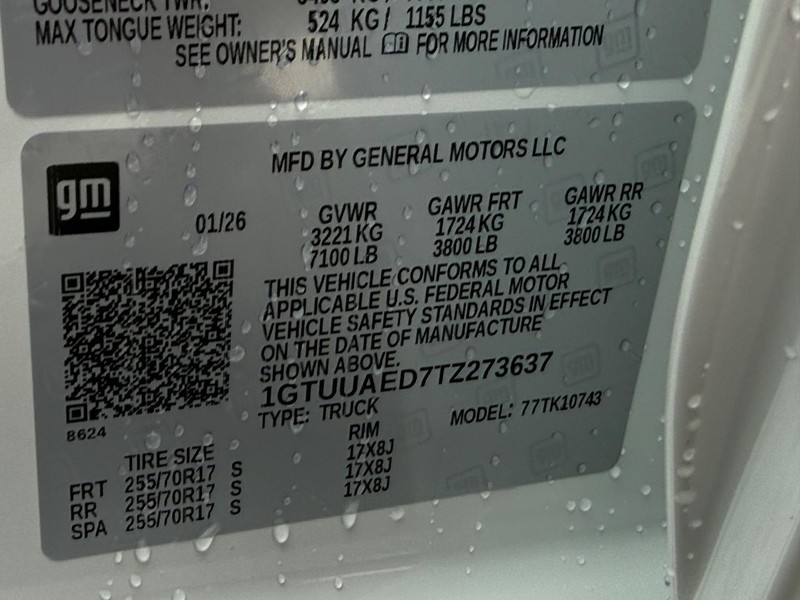 GOOSENECK TWR:
MAX TONGUE WEIGHT: 524 KG / 1155 LBS
SEE OWNER'S MANUAL FOR MORE INFORMATION
gm
MFD BY GENERAL MOTORS LLC
01/26 GVWR GAWR FRT GAWR RR
3221 KG 1724 KG 1724 KG
7100 LB 3800 LB 3800 LB
THIS VEHICLE CONFORMS TO ALL
APPLICABLE U.S. FEDERAL MOTOR
VEHICLE SAFETY STANDARDS IN EFFECT
ON THE DATE OF MANUFACTURE
SHOWN ABOVE.
1GTUUAED7TZ273637
TYPE: TRUCK MODEL: 77TK10743
8624
TIRE SIZE RIM
FRT 255/70R17 S 17X8J
RR 255/70R17 S 17X8J
SPA 255/70R17 S 17X8J